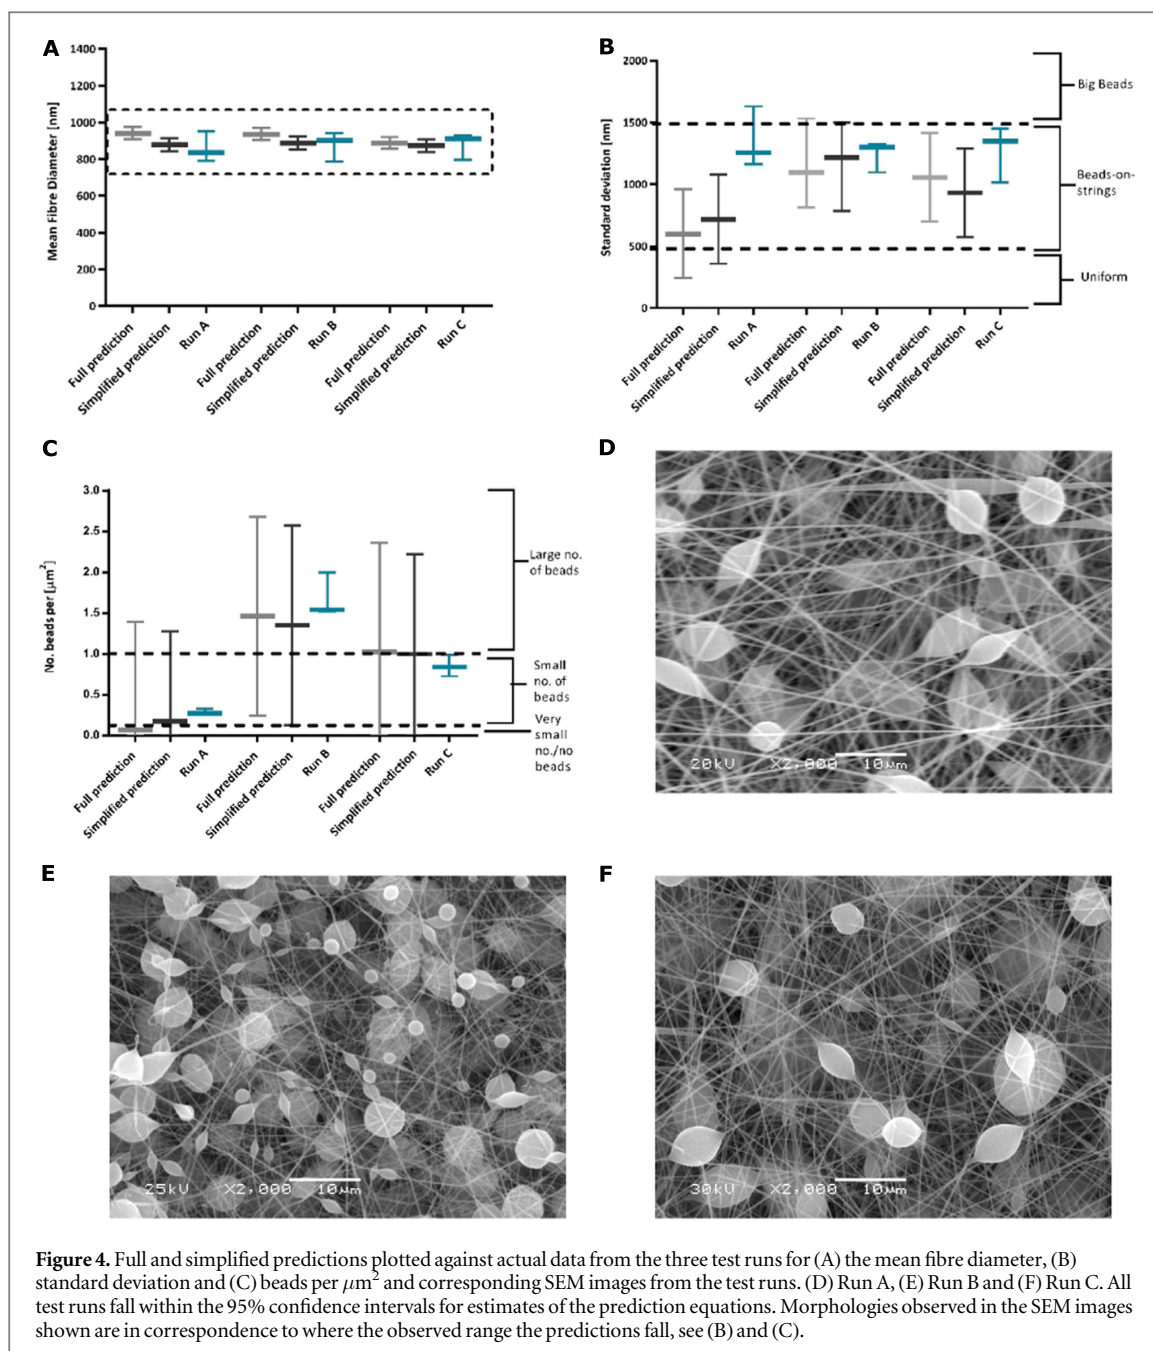 A
1400
1200
1000
800
600
400
200
0
Mean Fibre Diameter [nm]
Full prediction
Simplified prediction
Run A
Full prediction
Simplified prediction
Run B
Full prediction
Simplified prediction
Run C
B
2000
1500
1000
500
0
Standard deviation [nm]
Big Beads
Beads-on-
strings
Uniform
Full prediction
Simplified prediction
Run A
Full prediction
Simplified prediction
Run B
Full prediction
Simplified prediction
Run C
C
3.0
2.5
2.0
1.5
1.0
0.5
0.0
No. beads per [μm²]
Large no.
of beads
Small
no. of
beads
Very
small
no./no
beads
Full prediction
Simplified prediction
Run A
Full prediction
Simplified prediction
Run B
Full prediction
Simplified prediction
Run C
D
20kV X2,000 10μm
E
25kV X2,000 10μm
F
30kV X2,000 10μm
Figure 4. Full and simplified predictions plotted against actual data from the three test runs for (A) the mean fibre diameter, (B)
standard deviation and (C) beads per μm² and corresponding SEM images from the test runs. (D) Run A, (E) Run B and (F) Run C. All
test runs fall within the 95% confidence intervals for estimates of the prediction equations. Morphologies observed in the SEM images
shown are in correspondence to where the observed range the predictions fall, see (B) and (C).